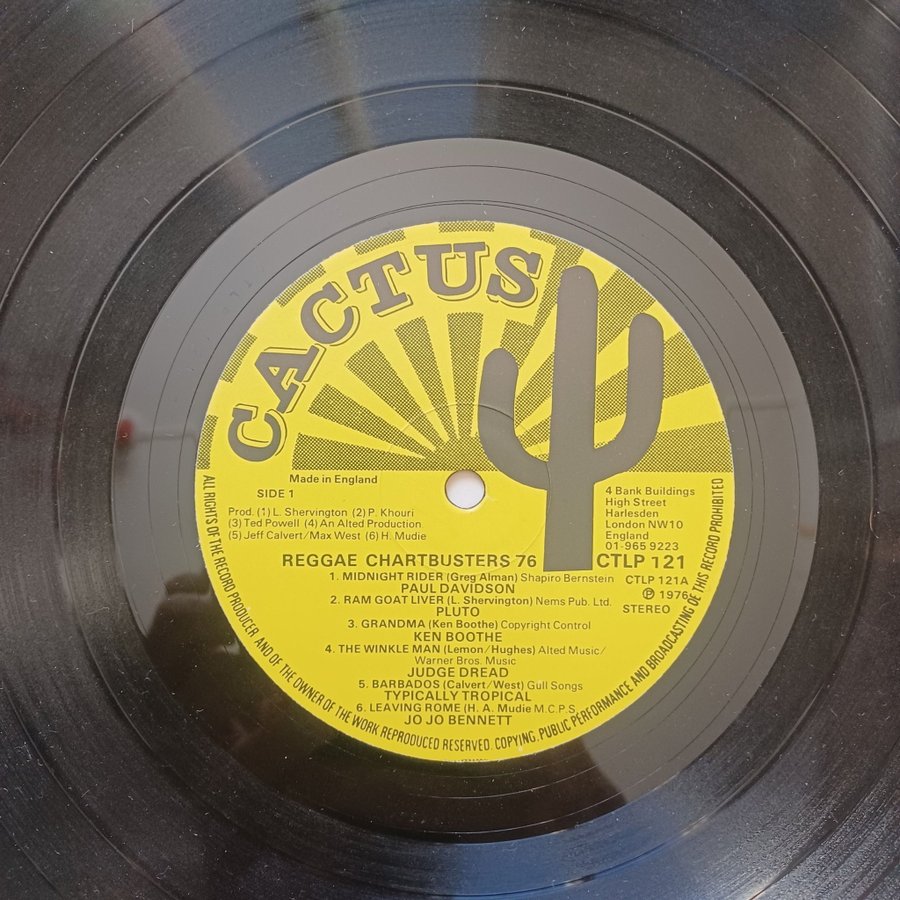 CACTUS
Made in England
SIDE 1
Prod. (1) L. Shervington (2) P. Khouri
(3) Ted Powell (4) An Alted Production
(5) Jeff Calvert/Max West (6) H. Mudie
4 Bank Buildings
High Street
Harlesden
London NW10
England
01-965 9223
REGGAE CHARTBUSTERS 76
CTLP 121
CTLP 121A
℗ 1976
STEREO
1. MIDNIGHT RIDER (Greg Alman) Shapiro Bernstein
PAUL DAVIDSON
2. RAM GOAT LIVER (L. Shervington) Nems Pub. Ltd.
PLUTO
3. GRANDMA (Ken Boothe) Copyright Control
KEN BOOTHE
4. THE WINKLE MAN (Lemon/Hughes) Alted Music/
Warner Bros. Music
JUDGE DREAD
5. BARBADOS (Calvert/West) Gull Songs
TYPICALLY TROPICAL
6. LEAVING ROME (H. A. Mudie M.C.P.S.
JO JO BENNETT
ALL RIGHTS OF THE RECORD PRODUCER AND OF THE OWNER OF THE WORK REPRODUCED RESERVED. COPYING, PUBLIC PERFORMANCE AND BROADCASTING OF THIS RECORD PROHIBITED